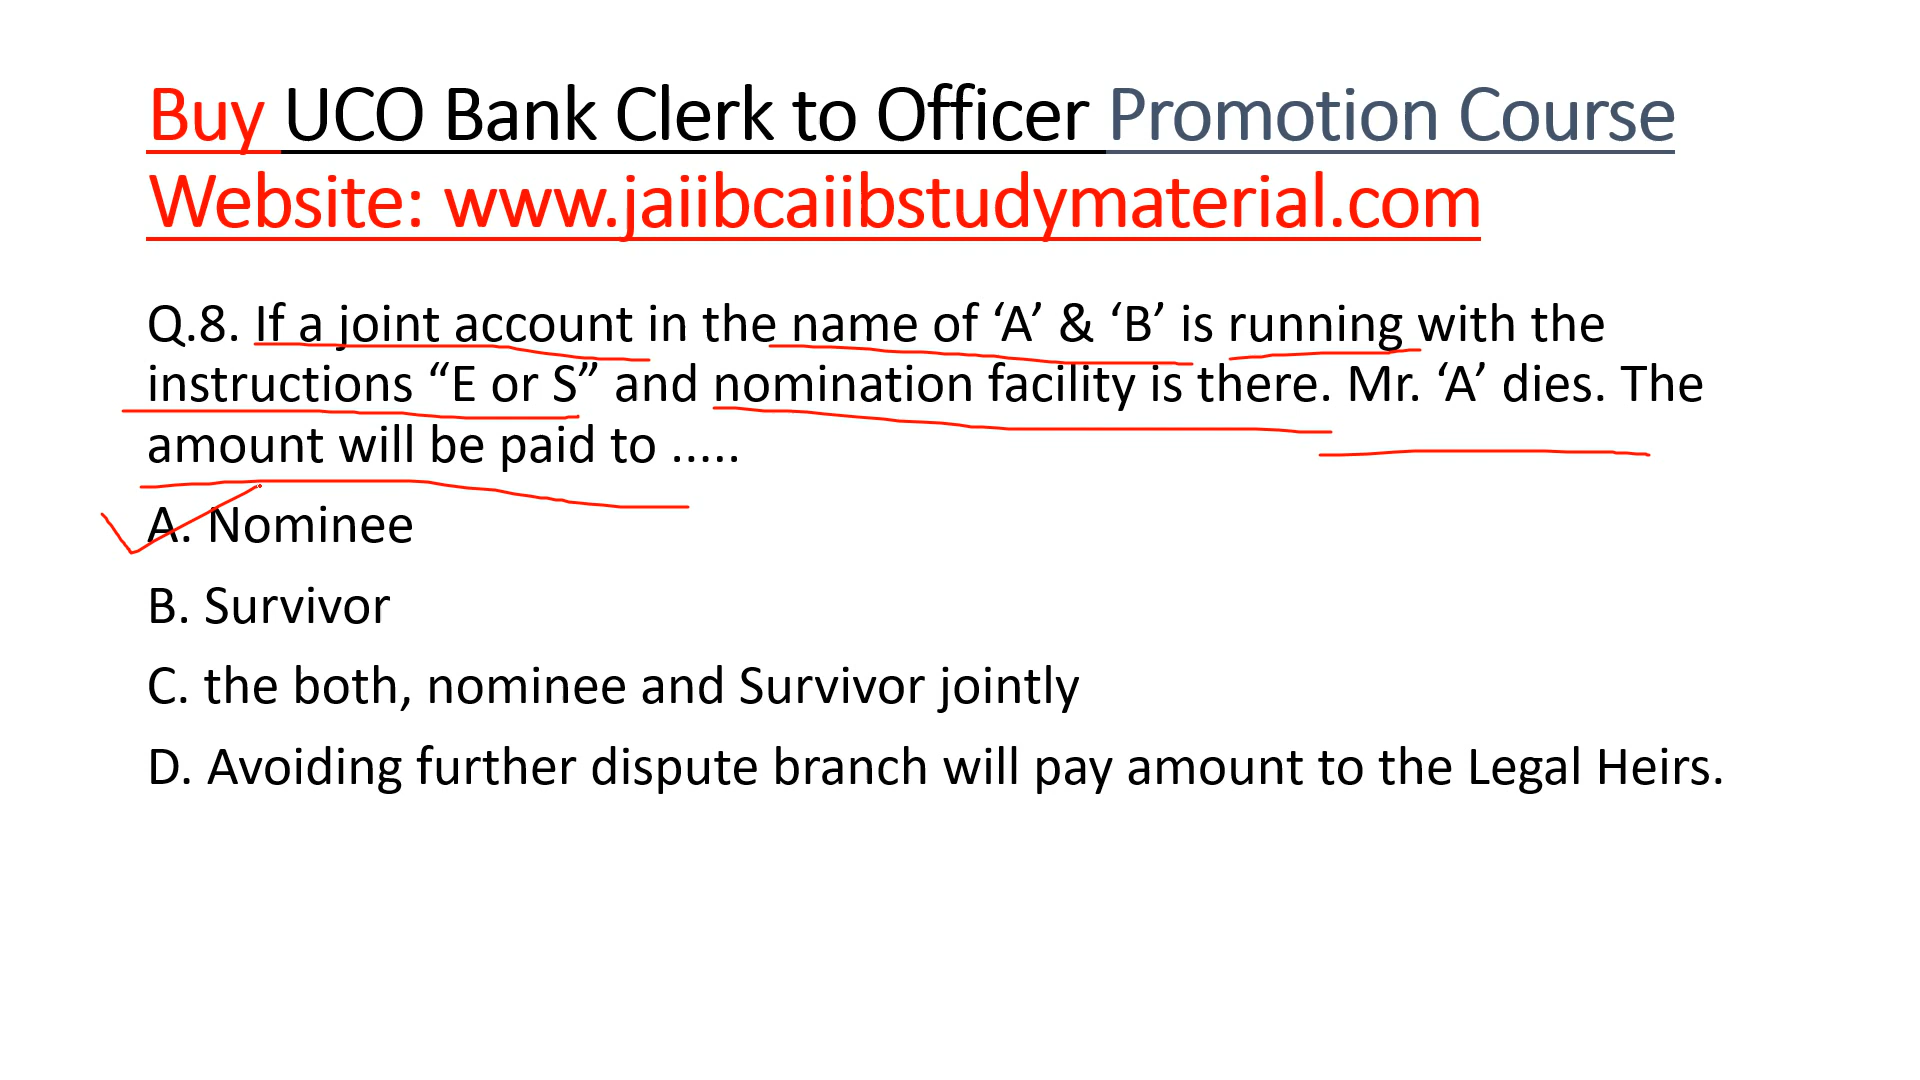 Buy UCO Bank Clerk to Officer Promotion Course
Website: www.jaiibcaiibstudymaterial.com
Q.8. If a joint account in the name of ‘A’ & ‘B’ is running with the
instructions “E or S” and nomination facility is there. Mr. ‘A’ dies. The
amount will be paid to .....
A. Nominee
B. Survivor
C. the both, nominee and Survivor jointly
D. Avoiding further dispute branch will pay amount to the Legal Heirs.